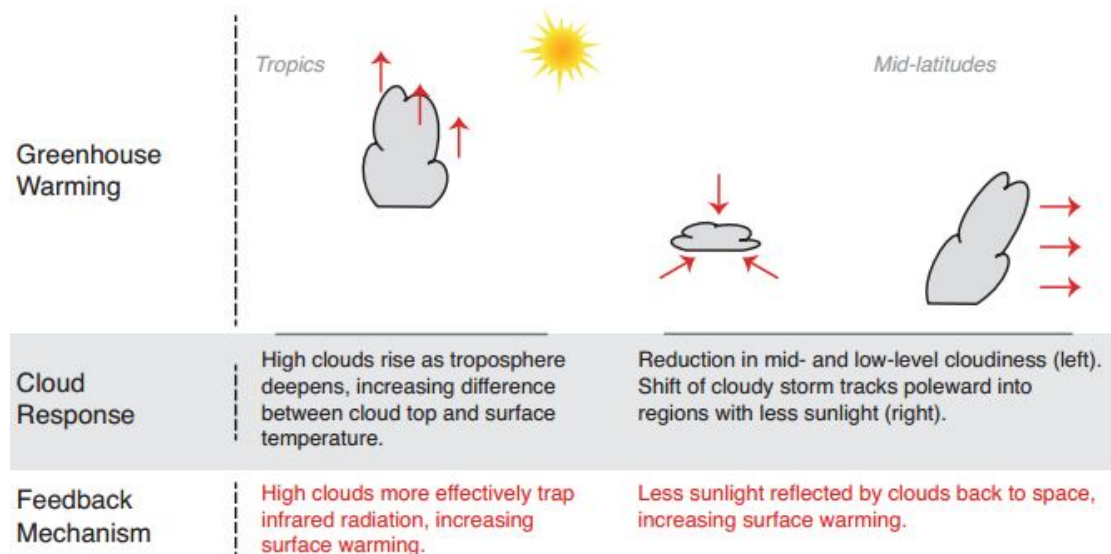 Tropics
Mid-latitudes
Greenhouse
Warming
Cloud
Response
High clouds rise as troposphere
deepens, increasing difference
between cloud top and surface
temperature.
Reduction in mid- and low-level cloudiness (left).
Shift of cloudy storm tracks poleward into
regions with less sunlight (right).
Feedback
Mechanism
High clouds more effectively trap
infrared radiation, increasing
surface warming.
Less sunlight reflected by clouds back to space,
increasing surface warming.